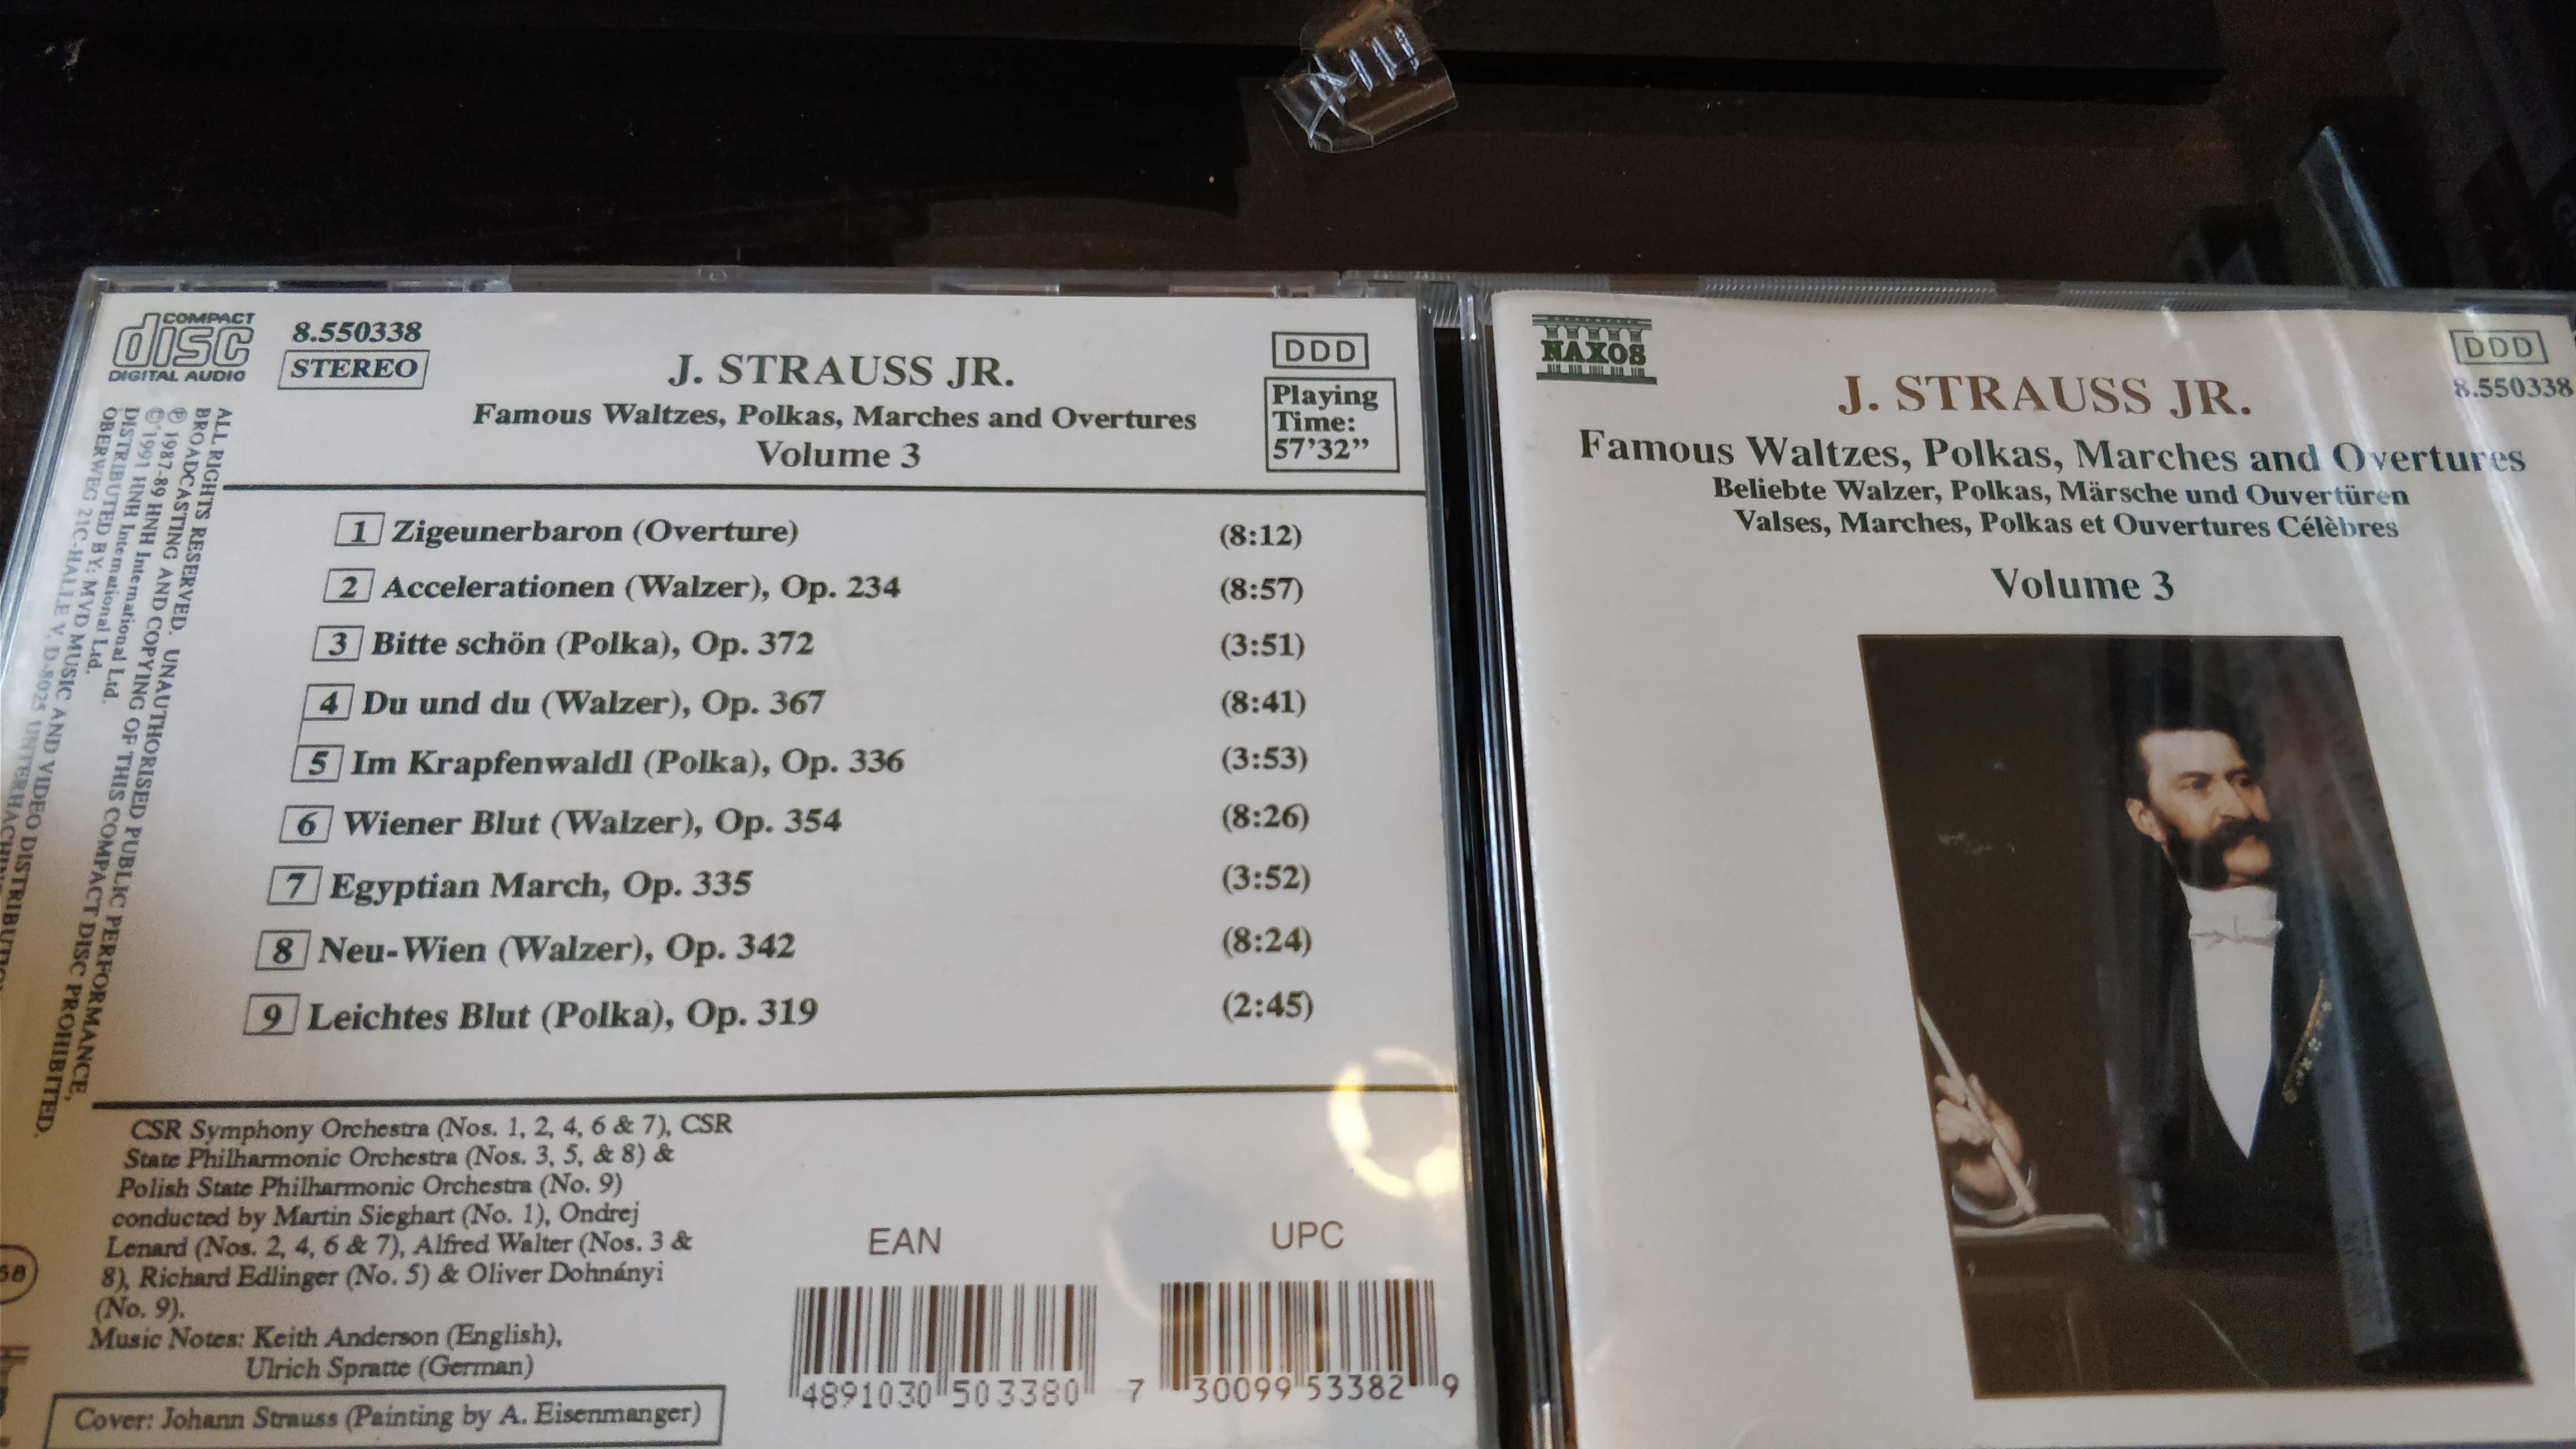 COMPACT
disc
DIGITAL AUDIO
8.550338
STEREO
J. STRAUSS JR.
Famous Waltzes, Polkas, Marches and Overtures
Volume 3
DDD
Playing
Time:
57'32”
1 Zigeunerbaron (Overture) (8:12)
2 Accelerationen (Walzer), Op. 234 (8:57)
3 Bitte schön (Polka), Op. 372 (3:51)
4 Du und du (Walzer), Op. 367 (8:41)
5 Im Krapfenwaldl (Polka), Op. 336 (3:53)
6 Wiener Blut (Walzer), Op. 354 (8:26)
7 Egyptian March, Op. 335 (3:52)
8 Neu-Wien (Walzer), Op. 342 (8:24)
9 Leichtes Blut (Polka), Op. 319 (2:45)
CSR Symphony Orchestra (Nos. 1, 2, 4, 6 & 7), CSR
State Philharmonic Orchestra (Nos. 3, 5, & 8) &
Polish State Philharmonic Orchestra (No. 9)
conducted by Martin Sieghart (No. 1), Ondrej
Lenard (Nos. 2, 4, 6 & 7), Alfred Walter (Nos. 3 &
8), Richard Edlinger (No. 5) & Oliver Dohnányi
(No. 9).
Music Notes: Keith Anderson (English),
Ulrich Spratte (German)
Cover: Johann Strauss (Painting by A. Eisenmanger)
EAN
4891030 503380
UPC
7 30099 53382 9
ALL RIGHTS RESERVED. UNAUTHORISED PUBLIC PERFORMANCE,
BROADCASTING AND COPYING OF THIS COMPACT DISC PROHIBITED.
℗ 1987-89 HNH International Ltd.
© 1991 HNH International Ltd.
DISTRIBUTED BY: MVD MUSIC AND VIDEO DISTRIBUTION
OBERWEG 21C-HALLE V, D-8025
NAXOS
DDD
8.550338
J. STRAUSS JR.
Famous Waltzes, Polkas, Marches and Overtures
Beliebte Walzer, Polkas, Märsche und Ouvertüren
Valses, Marches, Polkas et Ouvertures Célèbres
Volume 3